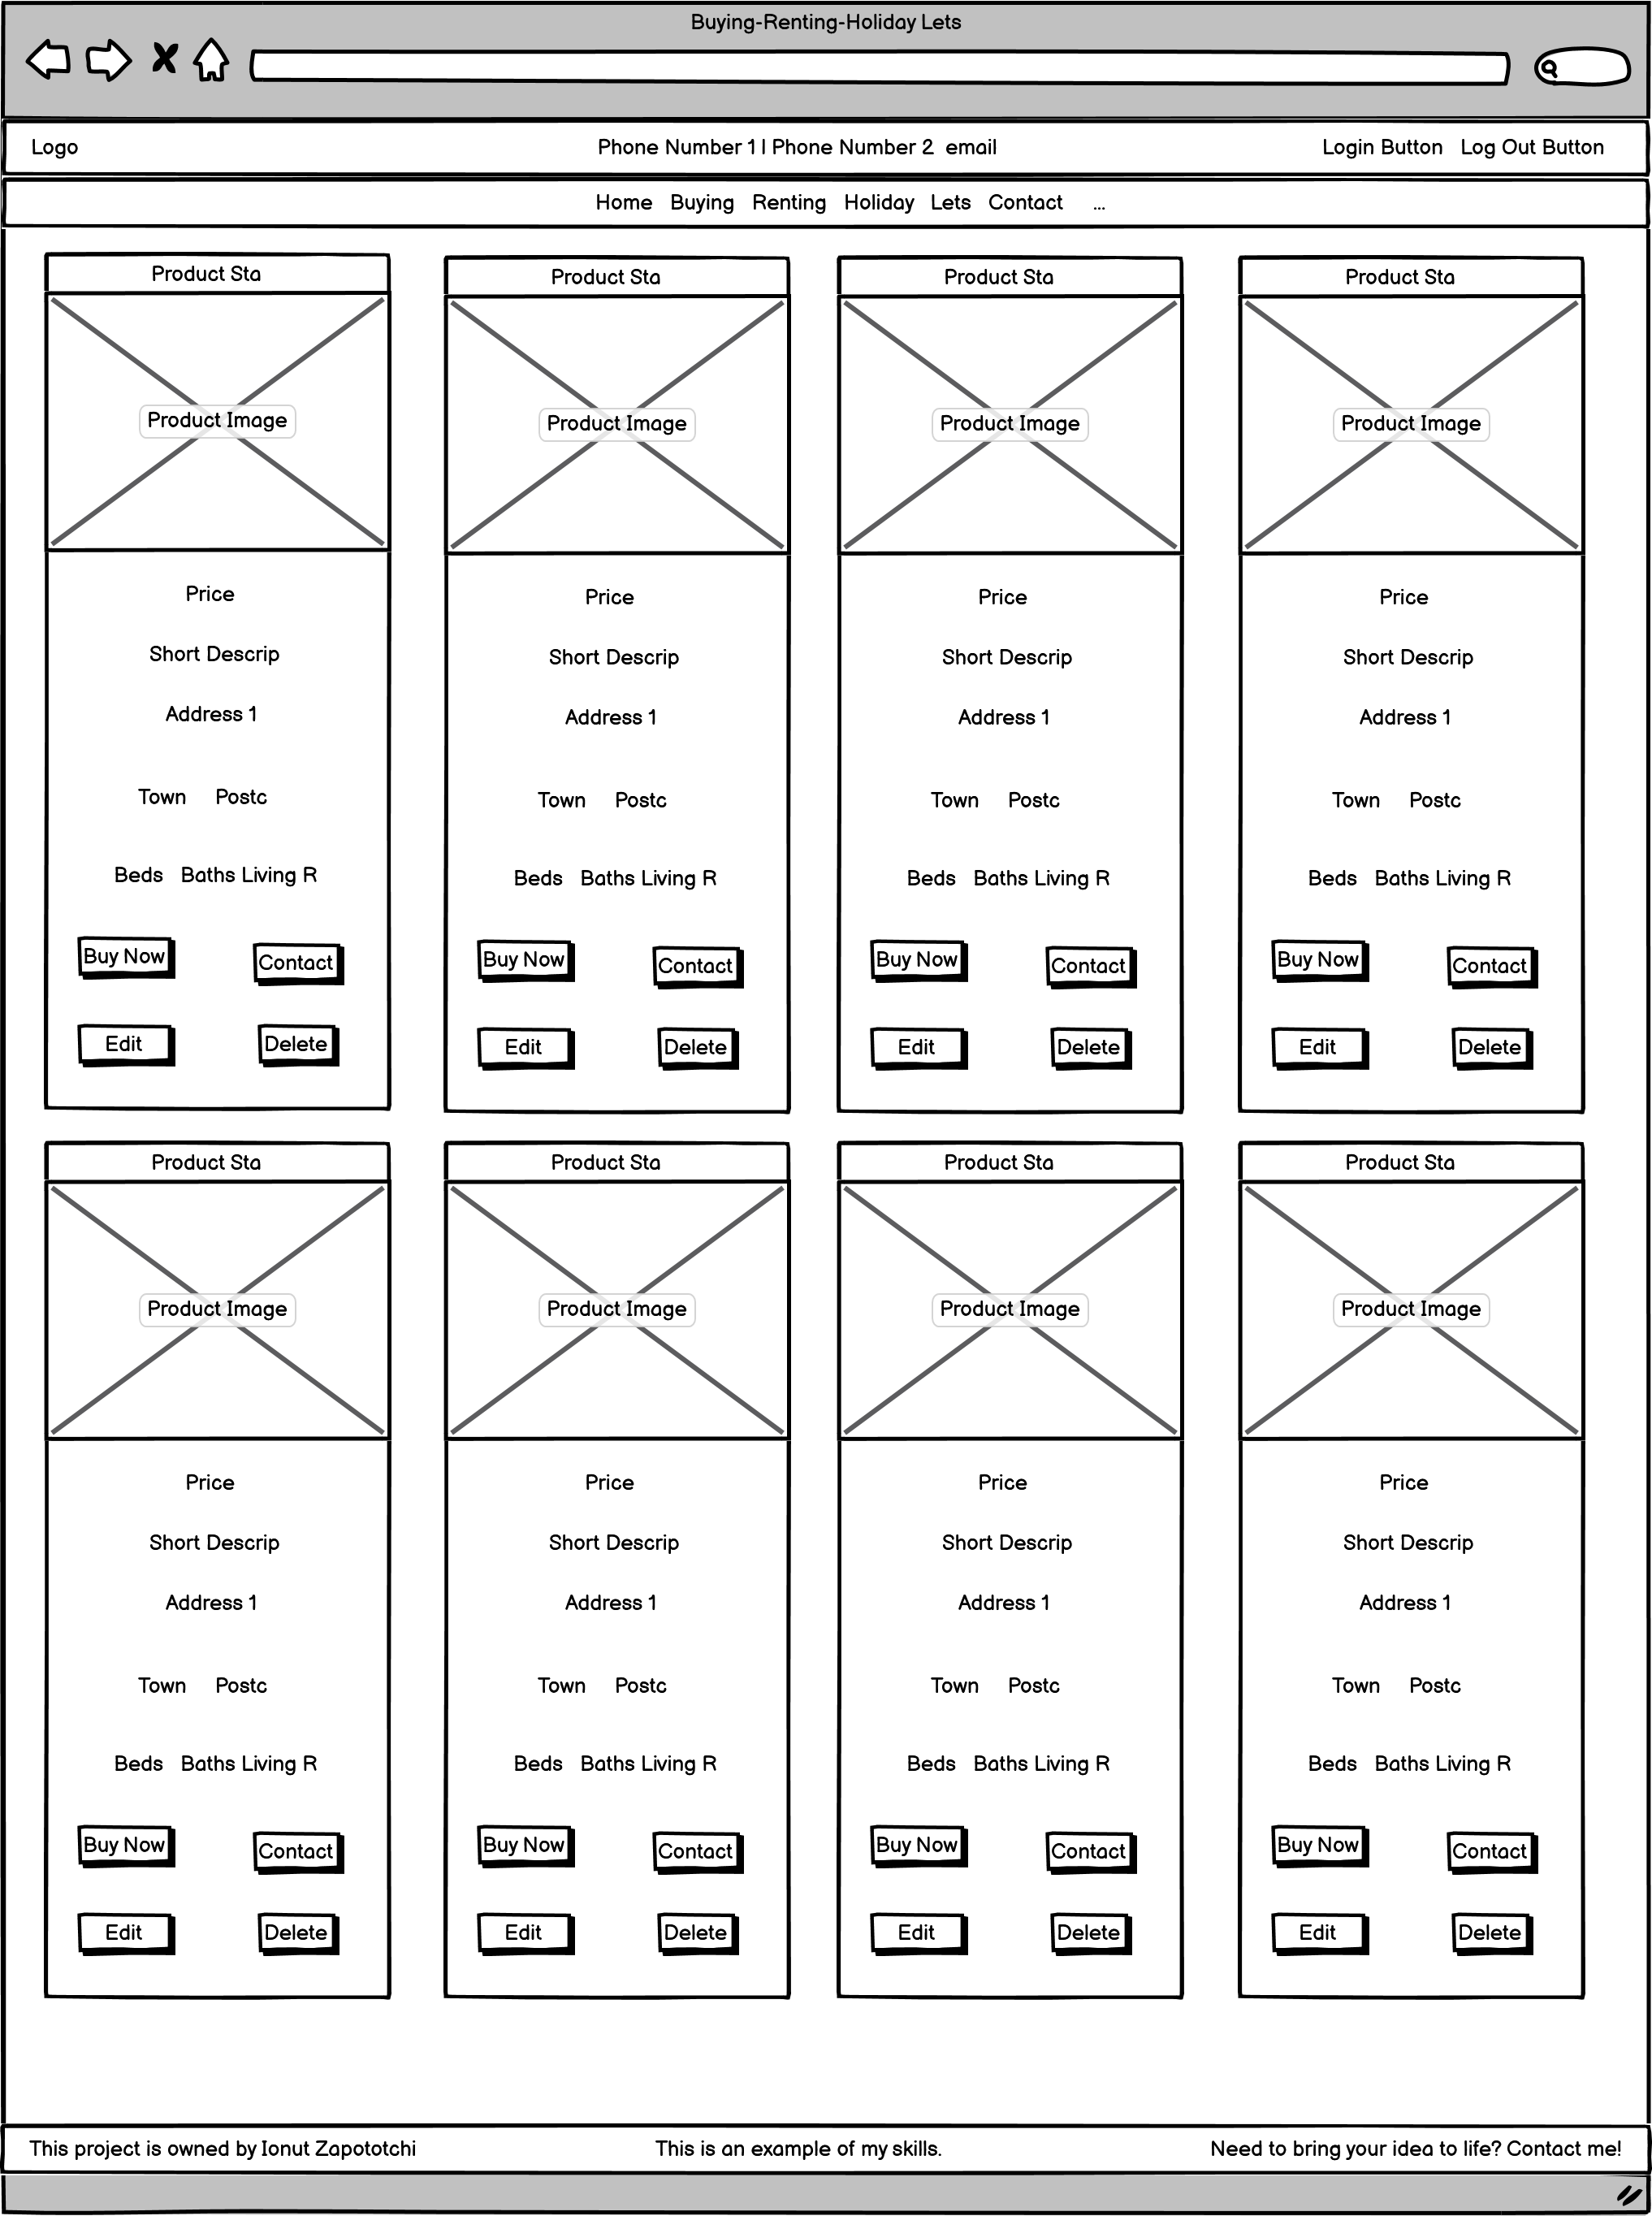 Buying-Renting-Holiday Lets
Logo Phone Number 1 | Phone Number 2 email Login Button Log Out Button
Home Buying Renting Holiday Lets Contact ...
Product Sta Product Sta Product Sta Product Sta
Product Image Product Image Product Image Product Image
Price Price Price Price
Short Descrip Short Descrip Short Descrip Short Descrip
Address 1 Address 1 Address 1 Address 1
Town Postc Town Postc Town Postc Town Postc
Beds Baths Living R Beds Baths Living R Beds Baths Living R Beds Baths Living R
Buy Now Contact Buy Now Contact Buy Now Contact Buy Now Contact
Edit Delete Edit Delete Edit Delete Edit Delete
Product Sta Product Sta Product Sta Product Sta
Product Image Product Image Product Image Product Image
Price Price Price Price
Short Descrip Short Descrip Short Descrip Short Descrip
Address 1 Address 1 Address 1 Address 1
Town Postc Town Postc Town Postc Town Postc
Beds Baths Living R Beds Baths Living R Beds Baths Living R Beds Baths Living R
Buy Now Contact Buy Now Contact Buy Now Contact Buy Now Contact
Edit Delete Edit Delete Edit Delete Edit Delete
This project is owned by Ionut Zapototchi This is an example of my skills. Need to bring your idea to life? Contact me!